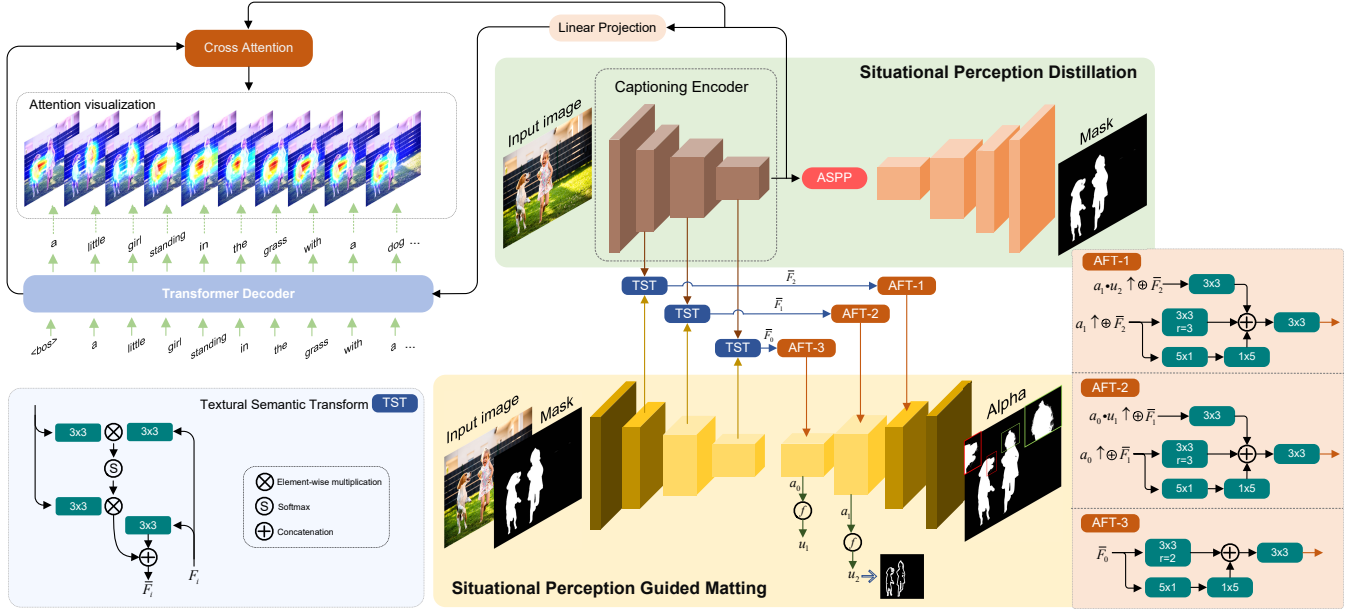 Linear Projection
Cross Attention
Situational Perception Distillation
Attention visualization
Captioning Encoder
Input image
Mask
ASPP
a little girl standing in the grass with a dog ...
Transformer Decoder
<bos> a little girl standing in the grass with a ...
TST
F̅₂
AFT-1
TST
F̅₁
AFT-2
TST
F̅₀
AFT-3
Textural Semantic Transform TST
3x3
3x3
S
3x3
3x3
Element-wise multiplication
S Softmax
Concatenation
Fᵢ
F̅ᵢ
Input image
Mask
Alpha
a₀
a₁
f
f
u₁
u₂
Situational Perception Guided Matting
AFT-1
a₁•u₂ ↑⊕ F̅₂
3x3
a₁ ↑⊕ F̅₂
3x3
r=3
3x3
5x1
1x5
AFT-2
a₀•u₁ ↑⊕ F̅₁
3x3
a₀ ↑⊕ F̅₁
3x3
r=3
3x3
5x1
1x5
AFT-3
F̅₀
3x3
r=2
3x3
5x1
1x5